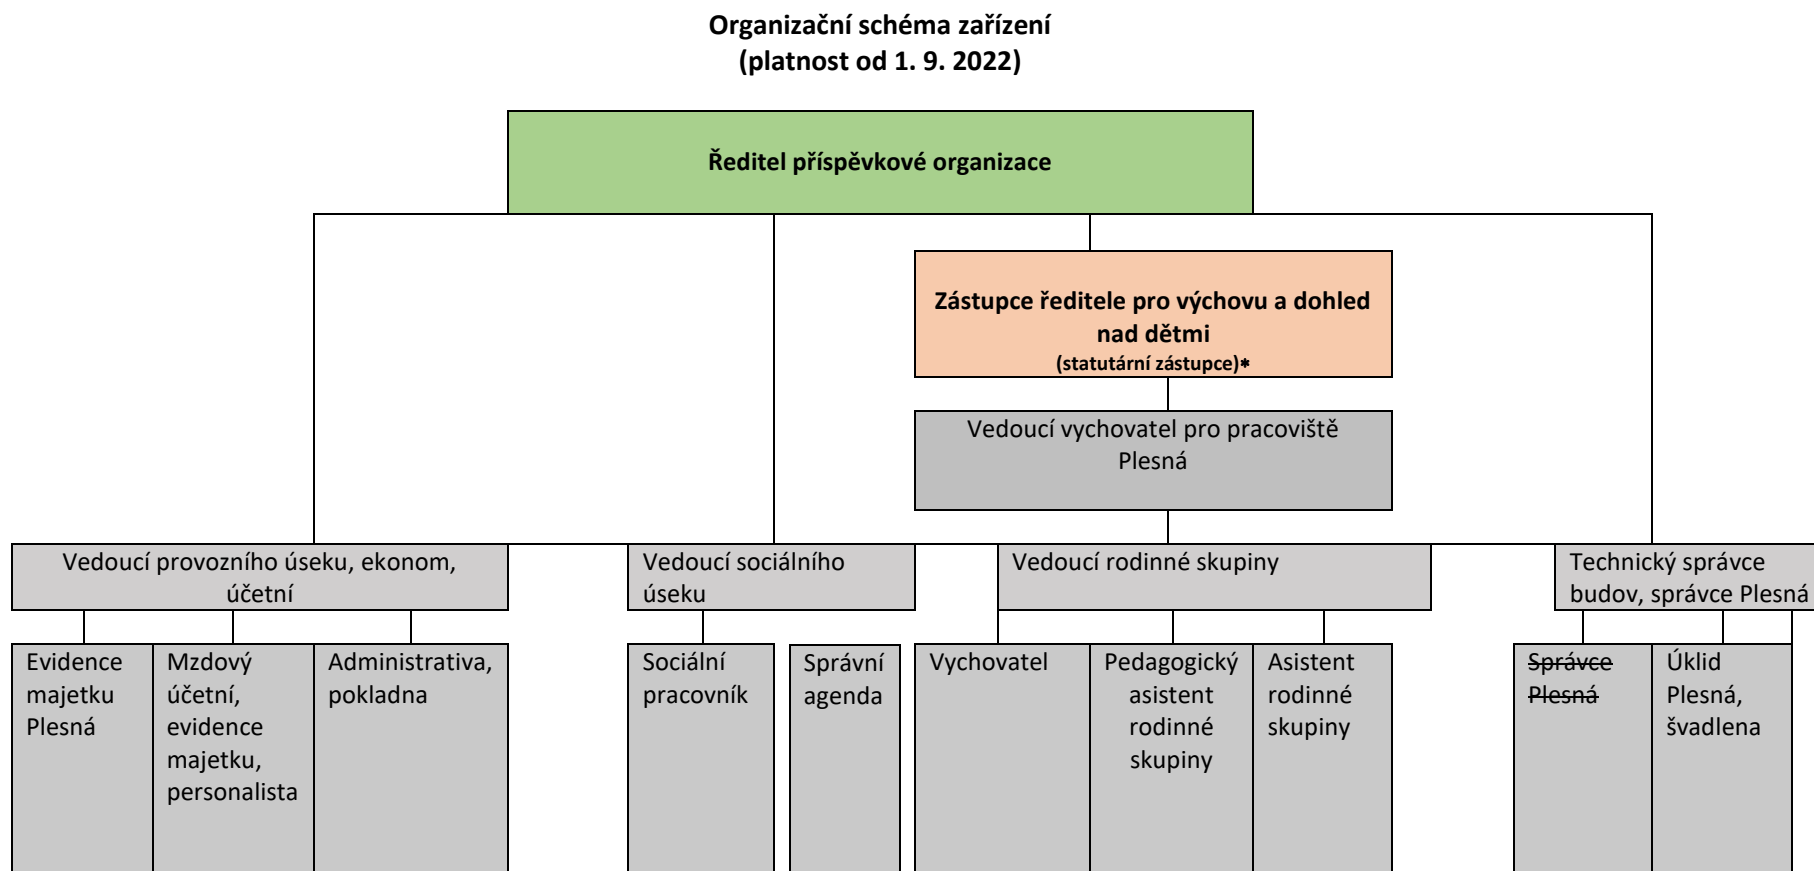 Organizační schéma zařízení
(platnost od 1. 9. 2022)
Ředitel příspěvkové organizace
Zástupce ředitele pro výchovu a dohled
nad dětmi
(statutární zástupce)*
Vedoucí vychovatel pro pracoviště
Plesná
Vedoucí provozního úseku, ekonom,
účetní
Vedoucí sociálního
úseku
Vedoucí rodinné skupiny
Technický správce
budov, správce Plesná
Evidence
majetku
Plesná
Mzdový
účetní,
evidence
majetku,
personalista
Administrativa,
pokladna
Sociální
pracovník
Správní
agenda
Vychovatel
Pedagogický
asistent
rodinné
skupiny
Asistent
rodinné
skupiny
Správce
Plesná
Úklid
Plesná,
švadlena